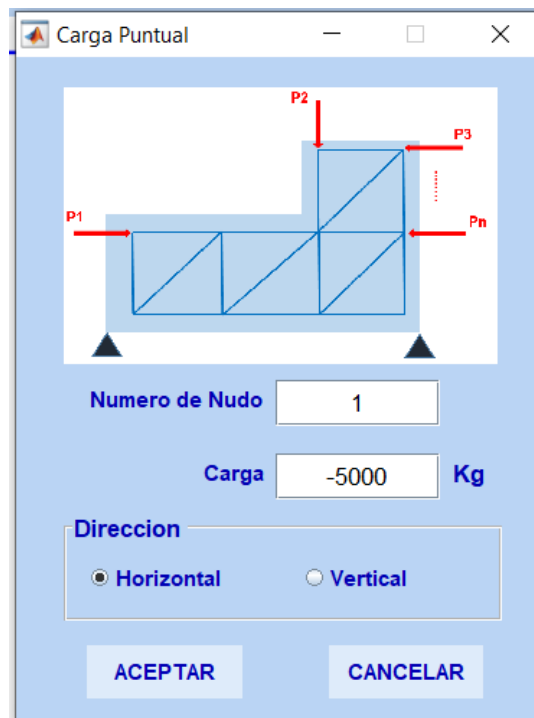 Carga Puntual
P2
P3
P1
Pn
Numero de Nudo 1
Carga -5000 Kg
Direccion
Horizontal Vertical
ACEPTAR CANCELAR